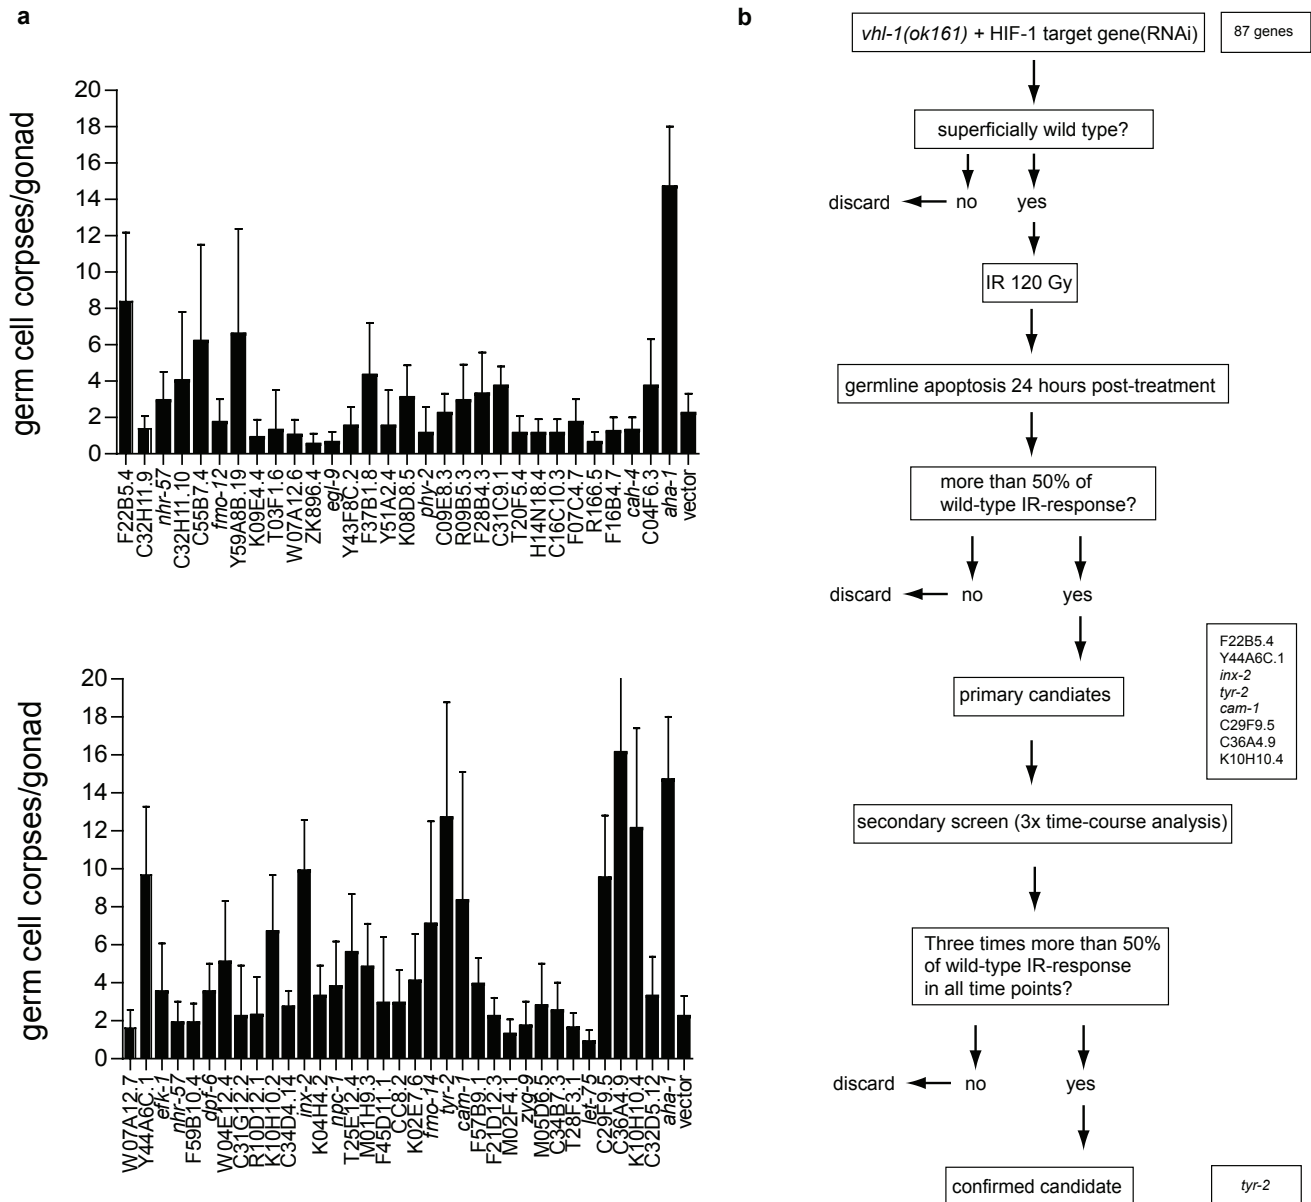 a
germ cell corpses/gonad
20
18
16
14
12
10
8
6
4
2
0
F22B5.4
C32H11.9
nhr-57
C32H11.10
C55B7.4
fmo-12
Y59A8B.19
K09E4.4
T03F1.6
W07A12.6
ZK896.4
egl-9
Y43F8C.2
F37B1.8
Y51A2.4
K08D8.5
phy-2
C09E8.3
R09B5.3
F28B4.3
C31C9.1
T20F5.4
H14N18.4
C16C10.3
F07C4.7
R166.5
F16B4.7
cah-4
C04F6.3
aha-1
vector
germ cell corpses/gonad
20
18
16
14
12
10
8
6
4
2
0
W07A12.7
Y44A6C.1
efk-1
nhr-57
F59B10.4
dpf-6
W04E12.4
C31G12.2
R10D12.1
K10H10.2
C34D4.14
inx-2
K04H4.2
npc-1
T25E12.4
M01H9.3
F45D11.1
CC8.2
K02E7.6
fmo-14
tyr-2
cam-1
F57B9.1
F21D12.3
M02F4.1
zyg-9
M05D6.5
C34B7.3
T28F3.1
let-75
C29F9.5
C36A4.9
K10H10.4
C32D5.12
aha-1
vector
b
vhl-1(ok161) + HIF-1 target gene(RNAi)
87 genes
superficially wild type?
discard
no
yes
IR 120 Gy
germline apoptosis 24 hours post-treatment
more than 50% of
wild-type IR-response?
discard
no
yes
F22B5.4
Y44A6C.1
inx-2
tyr-2
cam-1
C29F9.5
C36A4.9
K10H10.4
primary candiates
secondary screen (3x time-course analysis)
Three times more than 50%
of wild-type IR-response
in all time points?
discard
no
yes
confirmed candidate
tyr-2